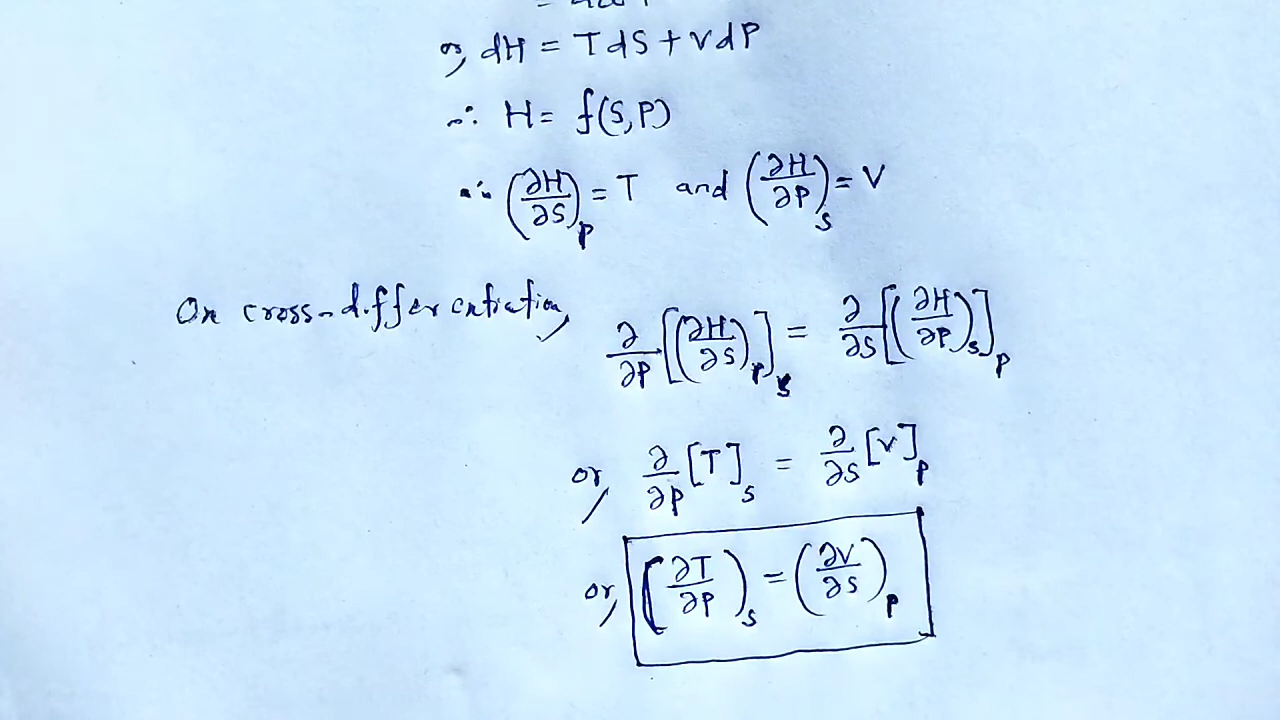 or, dH = TdS + VdP
∴ H = f(S,P)
∴ (∂H/∂S)_P = T and (∂H/∂P)_S = V
On cross-differentiation, ∂/∂P [(∂H/∂S)_P]_S = ∂/∂S [(∂H/∂P)_S]_P
or, ∂/∂P [T]_S = ∂/∂S [V]_P
or, (∂T/∂P)_S = (∂V/∂S)_P